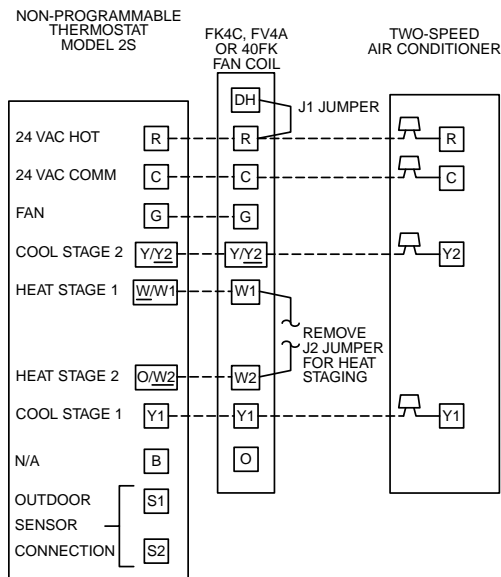 NON-PROGRAMMABLE
THERMOSTAT
MODEL 2S
FK4C, FV4A
OR 40FK
FAN COIL
TWO-SPEED
AIR CONDITIONER
DH
J1 JUMPER
24 VAC HOT R R R
24 VAC COMM C C C
FAN G G
COOL STAGE 2 Y/Y2 Y/Y2 Y2
HEAT STAGE 1 W/W1 W1
REMOVE
J2 JUMPER
FOR HEAT
STAGING
HEAT STAGE 2 O/W2 W2
COOL STAGE 1 Y1 Y1 Y1
N/A B O
OUTDOOR S1
SENSOR
CONNECTION S2